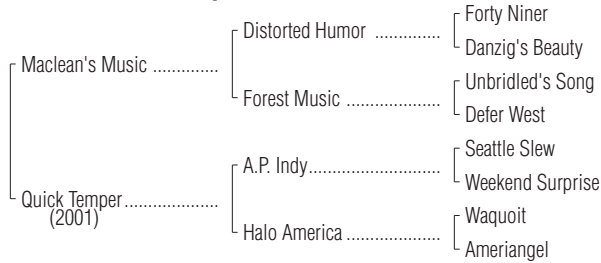 Forty Niner
Distorted Humor ..............
Danzig's Beauty
Maclean's Music ..............
Unbridled's Song
Forest Music ....................
Defer West
Seattle Slew
A.P. Indy............................
Weekend Surprise
Quick Temper....................
(2001)
Waquoit
Halo America ....................
Ameriangel